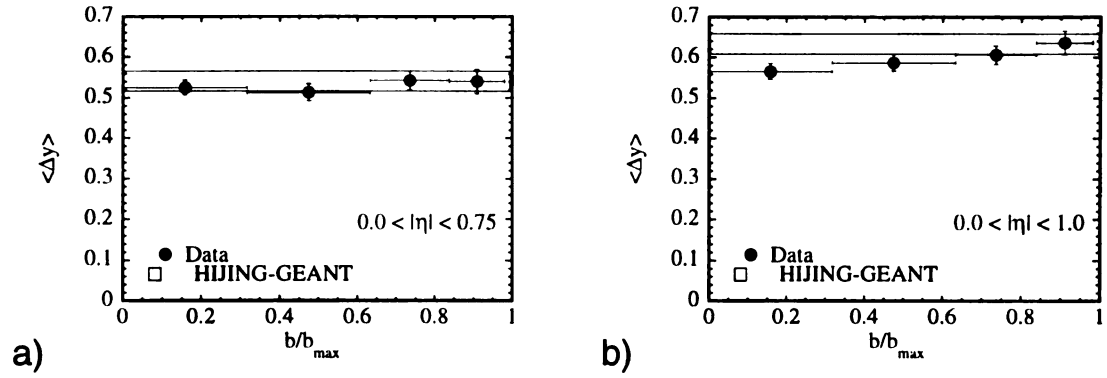 0.7
0.6
0.5
0.4
0.3
0.2
0.1
0
<Δy>
0.0 < |η| < 0.75
Data
HIJING-GEANT
0 0.2 0.4 0.6 0.8 1
b/b_max
a)
0.7
0.6
0.5
0.4
0.3
0.2
0.1
0
<Δy>
0.0 < |η| < 1.0
Data
HIJING-GEANT
0 0.2 0.4 0.6 0.8 1
b/b_max
b)